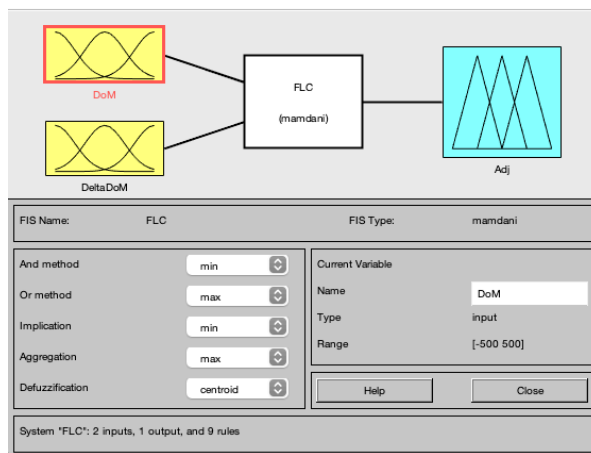 DoM
FLC
(mamdani)
DeltaDoM
Adj
FIS Name: FLC FIS Type: mamdani
And method min
Or method max
Implication min
Aggregation max
Defuzzification centroid
Current Variable
Name DoM
Type input
Range [-500 500]
Help Close
System "FLC": 2 inputs, 1 output, and 9 rules